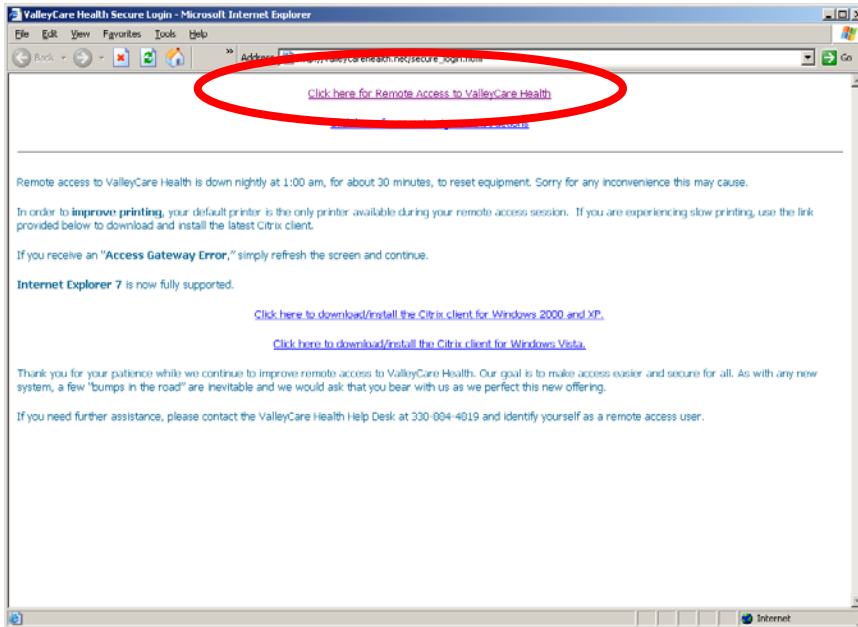 ValleyCare Health Secure Login - Microsoft Internet Explorer
File Edit View Favorites Tools Help
Back » Address Go
Click here for Remote Access to ValleyCare Health
Remote access to ValleyCare Health is down nightly at 1:00 am, for about 30 minutes, to reset equipment. Sorry for any inconvenience this may cause.
In order to improve printing, your default printer is the only printer available during your remote access session. If you are experiencing slow printing, use the link
provided below to download and install the latest Citrix client.
If you receive an "Access Gateway Error," simply refresh the screen and continue.
Internet Explorer 7 is now fully supported.
Click here to download/install the Citrix client for Windows 2000 and XP.
Click here to download/install the Citrix client for Windows Vista.
Thank you for your patience while we continue to improve remote access to ValleyCare Health. Our goal is to make access easier and secure for all. As with any new
system, a few "bumps in the road" are inevitable and we would ask that you bear with us as we perfect this new offering.
If you need further assistance, please contact the ValleyCare Health Help Desk at 330-884-4819 and identify yourself as a remote access user.
Internet